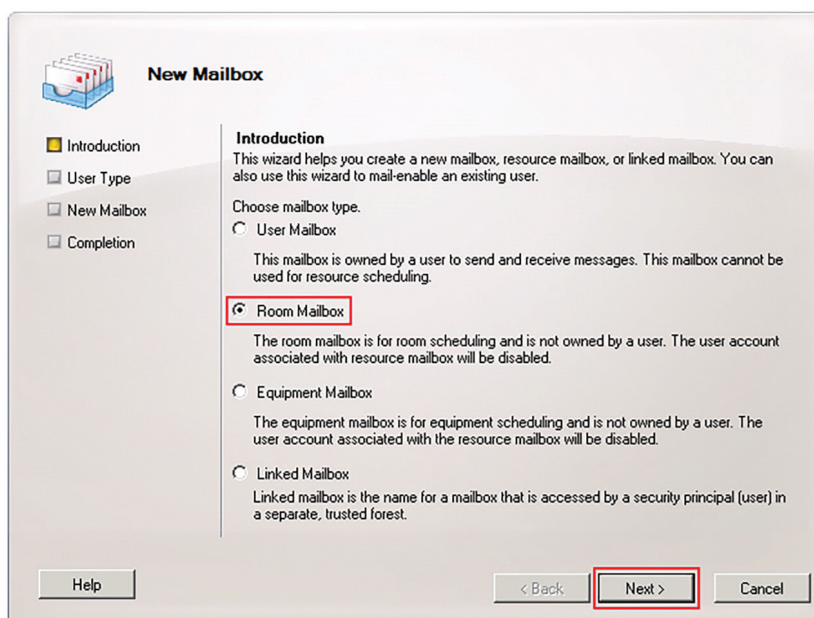 New Mailbox
Introduction
User Type
New Mailbox
Completion
Introduction
This wizard helps you create a new mailbox, resource mailbox, or linked mailbox. You can
also use this wizard to mail-enable an existing user.
Choose mailbox type.
User Mailbox
This mailbox is owned by a user to send and receive messages. This mailbox cannot be
used for resource scheduling.
Room Mailbox
The room mailbox is for room scheduling and is not owned by a user. The user account
associated with resource mailbox will be disabled.
Equipment Mailbox
The equipment mailbox is for equipment scheduling and is not owned by a user. The
user account associated with the resource mailbox will be disabled.
Linked Mailbox
Linked mailbox is the name for a mailbox that is accessed by a security principal (user) in
a separate, trusted forest.
Help
< Back
Next >
Cancel